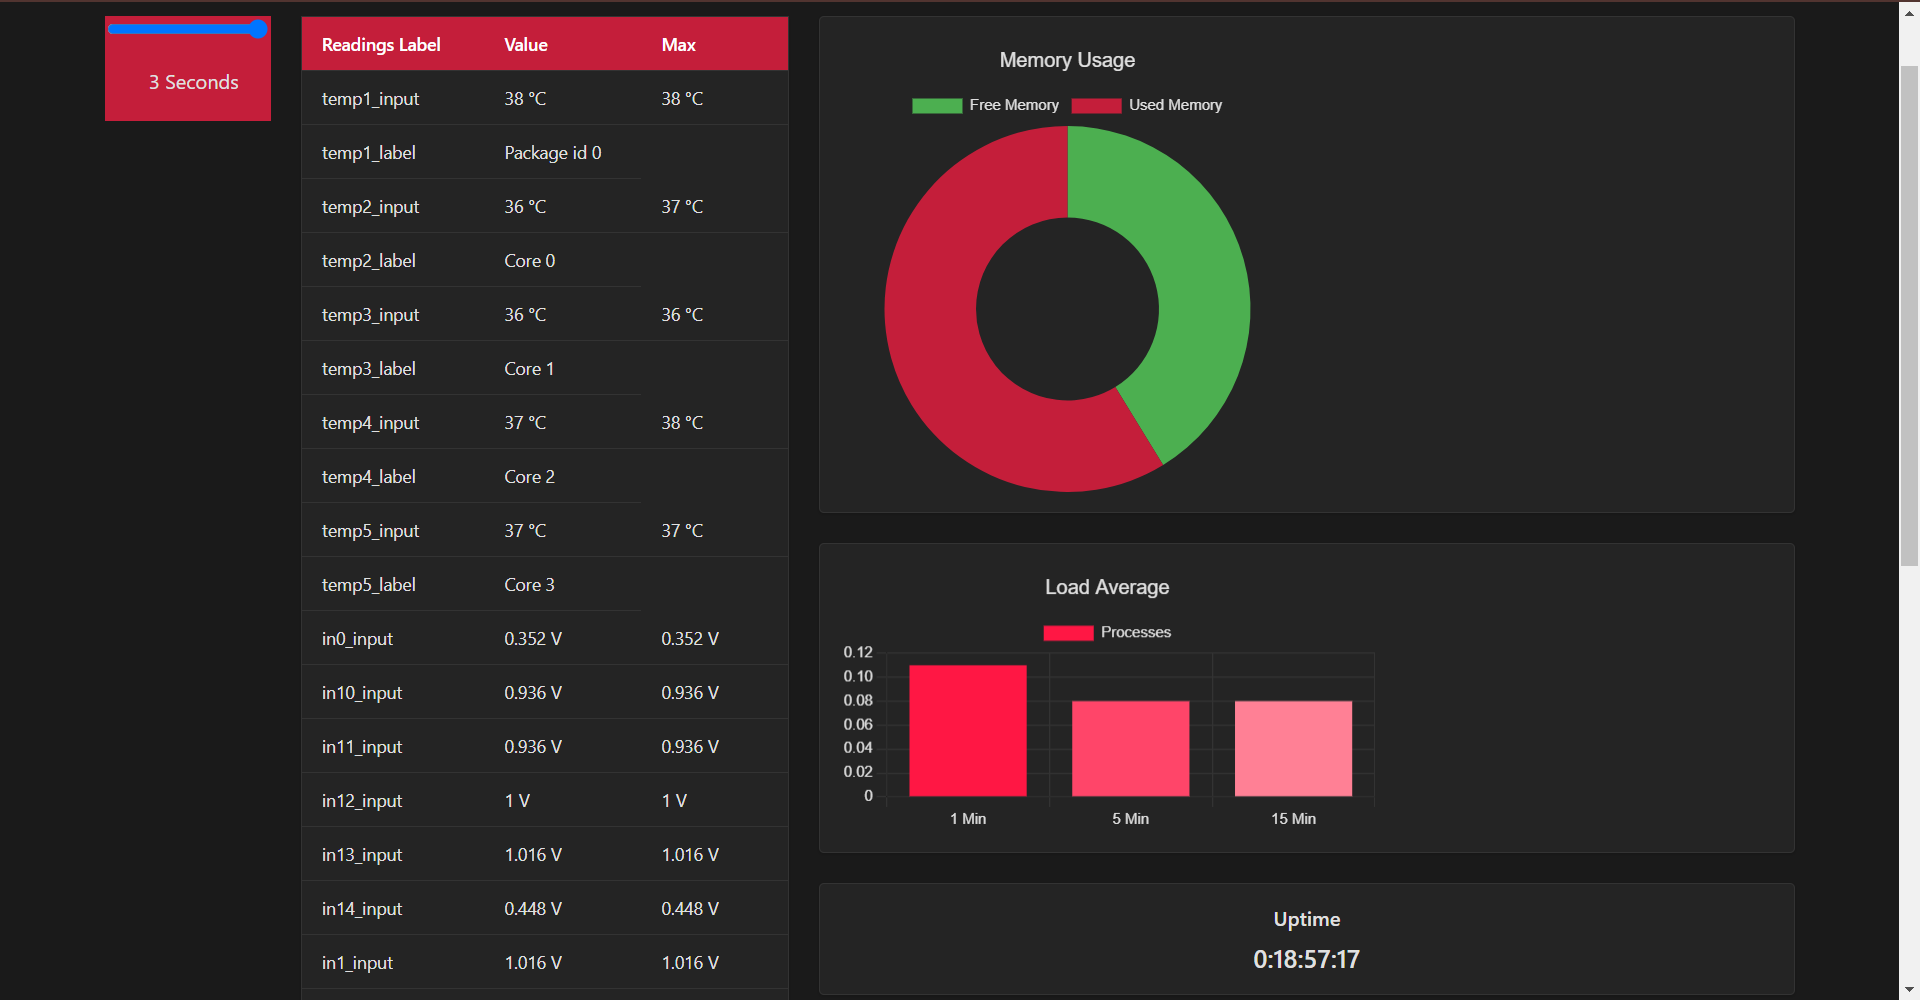 3 Seconds
Readings Label Value Max
temp1_input 38 °C 38 °C
temp1_label Package id 0
temp2_input 36 °C 37 °C
temp2_label Core 0
temp3_input 36 °C 36 °C
temp3_label Core 1
temp4_input 37 °C 38 °C
temp4_label Core 2
temp5_input 37 °C 37 °C
temp5_label Core 3
in0_input 0.352 V 0.352 V
in10_input 0.936 V 0.936 V
in11_input 0.936 V 0.936 V
in12_input 1 V 1 V
in13_input 1.016 V 1.016 V
in14_input 0.448 V 0.448 V
in1_input 1.016 V 1.016 V
Memory Usage
Free Memory Used Memory
Load Average
Processes
0.12
0.10
0.08
0.06
0.04
0.02
0
1 Min 5 Min 15 Min
Uptime
0:18:57:17